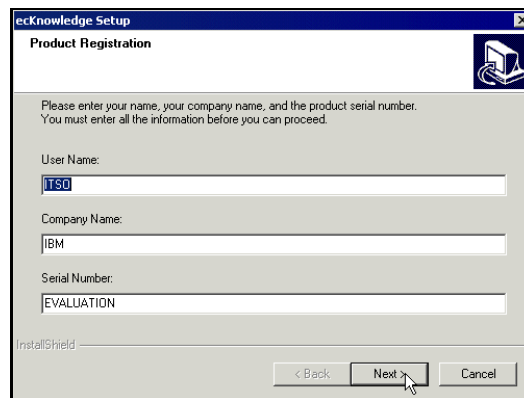 ecKnowledge Setup
Product Registration
Please enter your name, your company name, and the product serial number.
You must enter all the information before you can proceed.
User Name:
ITSO
Company Name:
IBM
Serial Number:
EVALUATION
InstallShield
< Back Next > Cancel